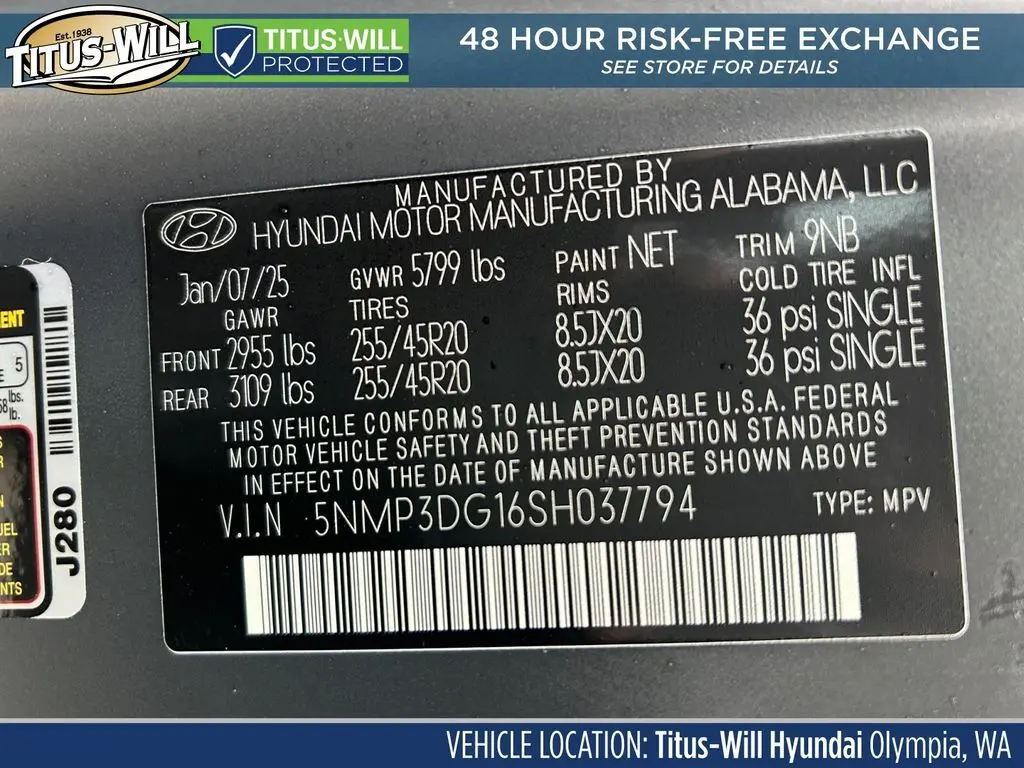 Est.1938
TITUS-WILL
TITUS-WILL
PROTECTED
48 HOUR RISK-FREE EXCHANGE
SEE STORE FOR DETAILS
MANUFACTURED BY
HYUNDAI MOTOR MANUFACTURING ALABAMA, LLC
Jan/07/25 GVWR 5799 lbs PAINT NET TRIM 9NB
GAWR TIRES RIMS COLD TIRE INFL
FRONT 2955 lbs 255/45R20 8.5JX20 36 psi SINGLE
REAR 3109 lbs 255/45R20 8.5JX20 36 psi SINGLE
THIS VEHICLE CONFORMS TO ALL APPLICABLE U.S.A. FEDERAL
MOTOR VEHICLE SAFETY AND THEFT PREVENTION STANDARDS
IN EFFECT ON THE DATE OF MANUFACTURE SHOWN ABOVE
V.I.N 5NMP3DG16SH037794 TYPE: MPV
5
lbs.
lb.
J280
VEHICLE LOCATION: Titus-Will Hyundai Olympia, WA